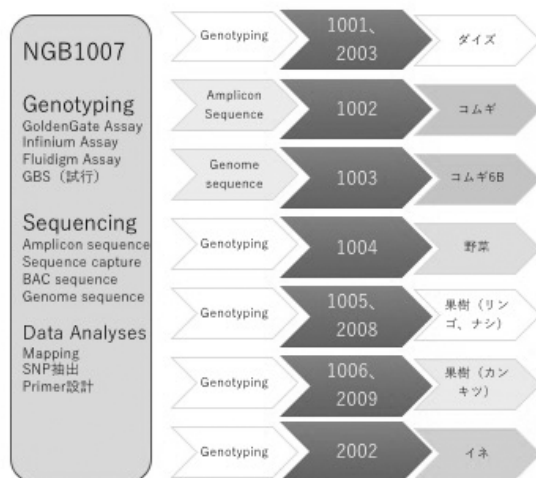 NGB1007
Genotyping
GoldenGate Assay
Infinium Assay
Fluidigm Assay
GBS（試行）
Sequencing
Amplicon sequence
Sequence capture
BAC sequence
Genome sequence
Data Analyses
Mapping
SNP抽出
Primer設計
Genotyping
1001、
2003
ダイズ
Amplicon
Sequence
1002
コムギ
Genome
sequence
1003
コムギ6B
Genotyping
1004
野菜
Genotyping
1005、
2008
果樹（リン
ゴ、ナシ）
Genotyping
1006、
2009
果樹（カン
キツ）
Genotyping
2002
イネ